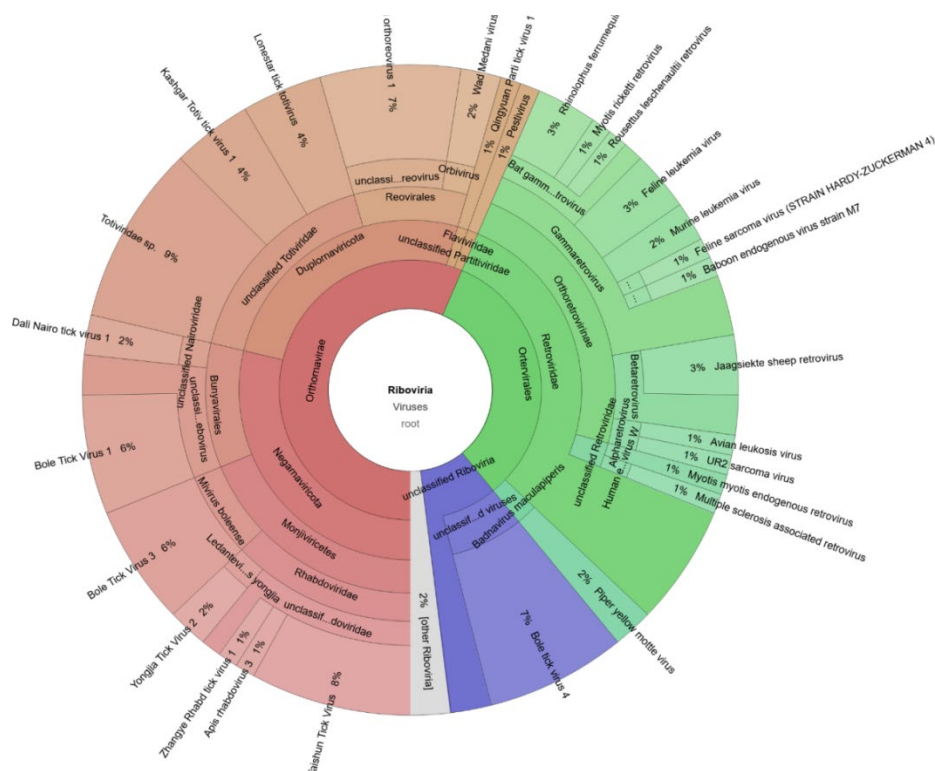 Riboviria
Viruses
root
Orthornavirae
Negarnaviricota
Duplornaviricota
Bunyavirales
Monjiviricetes
Rhabdoviridae
unclassif...doviridae
Ledantevi...s yongjia
Mivirus boleense
unclassi...ebovirus
unclassified Nairoviridae
unclassified Totiviridae
Reovirales
unclassi...reovirus
Orbivirus
Flaviviridae
unclassified Partitiviridae
aishun Tick Virus 8%
Apis rhabdovirus 3 1%
Zhangye Rhabd tick virus 1 1%
Yongjia Tick Virus 2 2%
Bole Tick Virus 3 6%
Bole Tick Virus 1 6%
Dali Nairo tick virus 1 2%
Totiviridae sp. 9%
Kashgar Totiv tick virus 1 4%
Lonestar tick totivirus 4%
orthoreovirus 1 7%
2% Wad Medani virus
1% Qingyuan Parti tick virus 1
1% Pestivirus
3% Rhinolophus ferrumequi
1% Myotis ricketti retrovirus
1% Rousettus leschenaultii retrovirus
Bat gamm...trovirus
3% Feline leukemia virus
2% Murine leukemia virus
1% Feline sarcoma virus (STRAIN HARDY-ZUCKERMAN 4)
1% Baboon endogenous virus strain M7
Gammaretrovirus
Orthoretrovirinae
Retroviridae
Ortervirales
Betaretrovirus
3% Jaagsiekte sheep retrovirus
Alpharetrovirus
1% Avian leukosis virus
1% UR2 sarcoma virus
unclassified Retroviridae
1% Myotis myotis endogenous retrovirus
Human e...virus W
1% Multiple sclerosis associated retrovirus
Badnavirus maculapiperis
2% Piper yellow mottle virus
unclassified Riboviria
unclassif...d viruses
7% Bole tick virus 4
2% [other Riboviria]